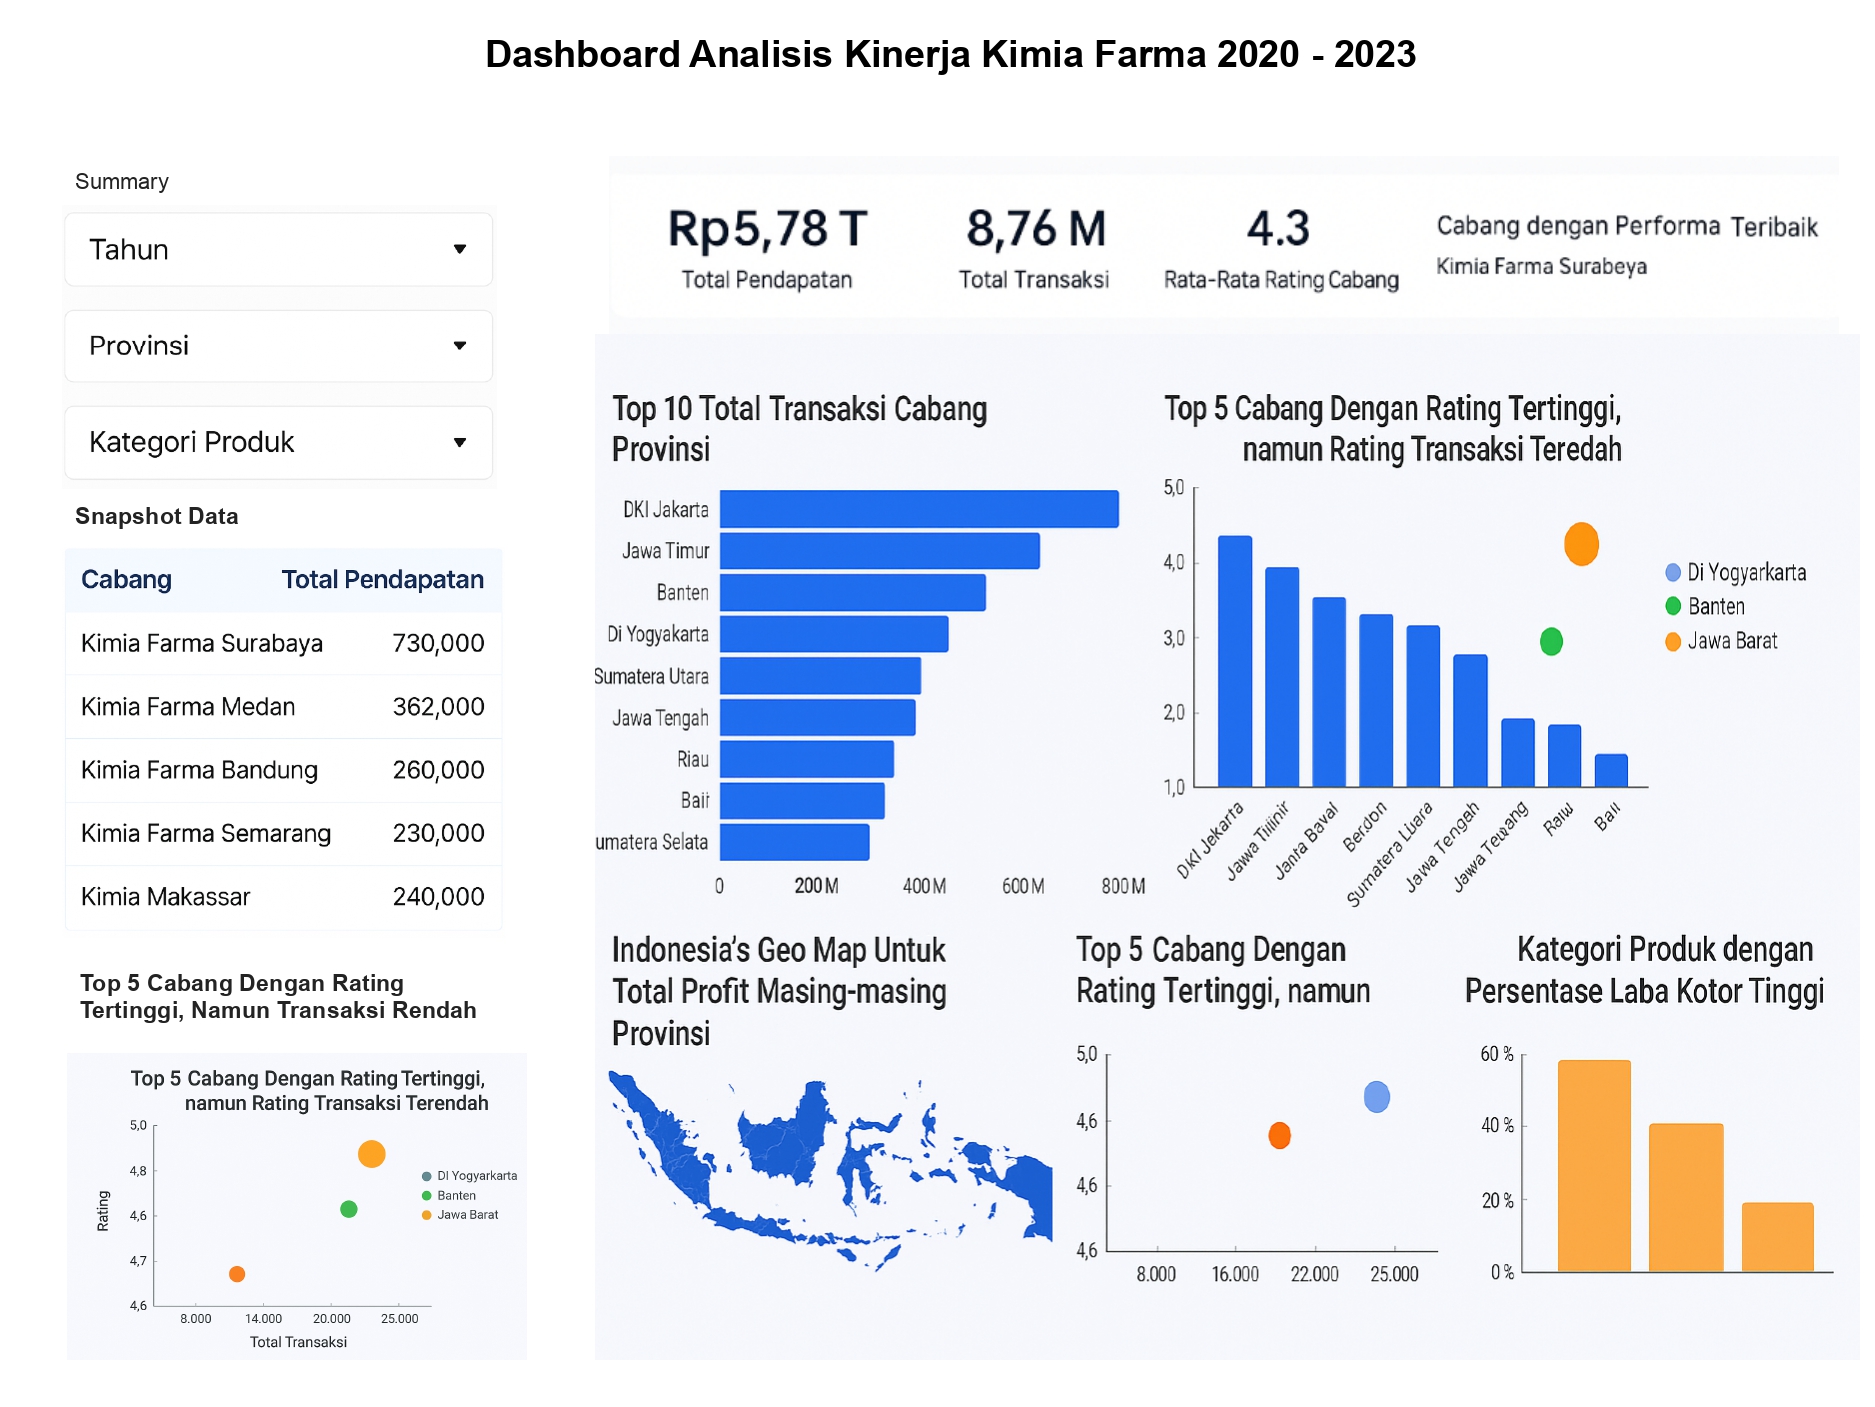 Dashboard Analisis Kinerja Kimia Farma 2020 - 2023
Summary
Tahun
Provinsi
Kategori Produk
Snapshot Data
Cabang Total Pendapatan
Kimia Farma Surabaya 730,000
Kimia Farma Medan 362,000
Kimia Farma Bandung 260,000
Kimia Farma Semarang 230,000
Kimia Makassar 240,000
Top 5 Cabang Dengan Rating
Tertinggi, Namun Transaksi Rendah
Top 5 Cabang Dengan Rating Tertinggi,
namun Rating Transaksi Terendah
5,0
4,8
4,6
4,7
4,6
Rating
8.000 14.000 20.000 25.000
Total Transaksi
DI Yogyarkarta
Banten
Jawa Barat
Rp5,78 T
Total Pendapatan
8,76 M
Total Transaksi
4.3
Rata-Rata Rating Cabang
Cabang dengan Performa Teribaik
Kimia Farma Surabeya
Top 10 Total Transaksi Cabang
Provinsi
DKI Jakarta
Jawa Timur
Banten
Di Yogyakarta
Sumatera Utara
Jawa Tengah
Riau
Baii
umatera Selata
0 200 M 400 M 600 M 800 M
Top 5 Cabang Dengan Rating Tertinggi,
namun Rating Transaksi Teredah
5,0
4,0
3,0
2,0
1,0
DKI Jekarta
Jawa Tiiinir
Janta Baval
Berdon
Sumatera Lluara
Jawa Tengah
Jawa Tewang
Raiw
Bali
Di Yogyarkarta
Banten
Jawa Barat
Indonesia's Geo Map Untuk
Total Profit Masing-masing
Provinsi
Top 5 Cabang Dengan
Rating Tertinggi, namun
5,0
4,6
4,6
4,6
8.000 16.000 22.000 25.000
Kategori Produk dengan
Persentase Laba Kotor Tinggi
60 %
40 %
20 %
0 %